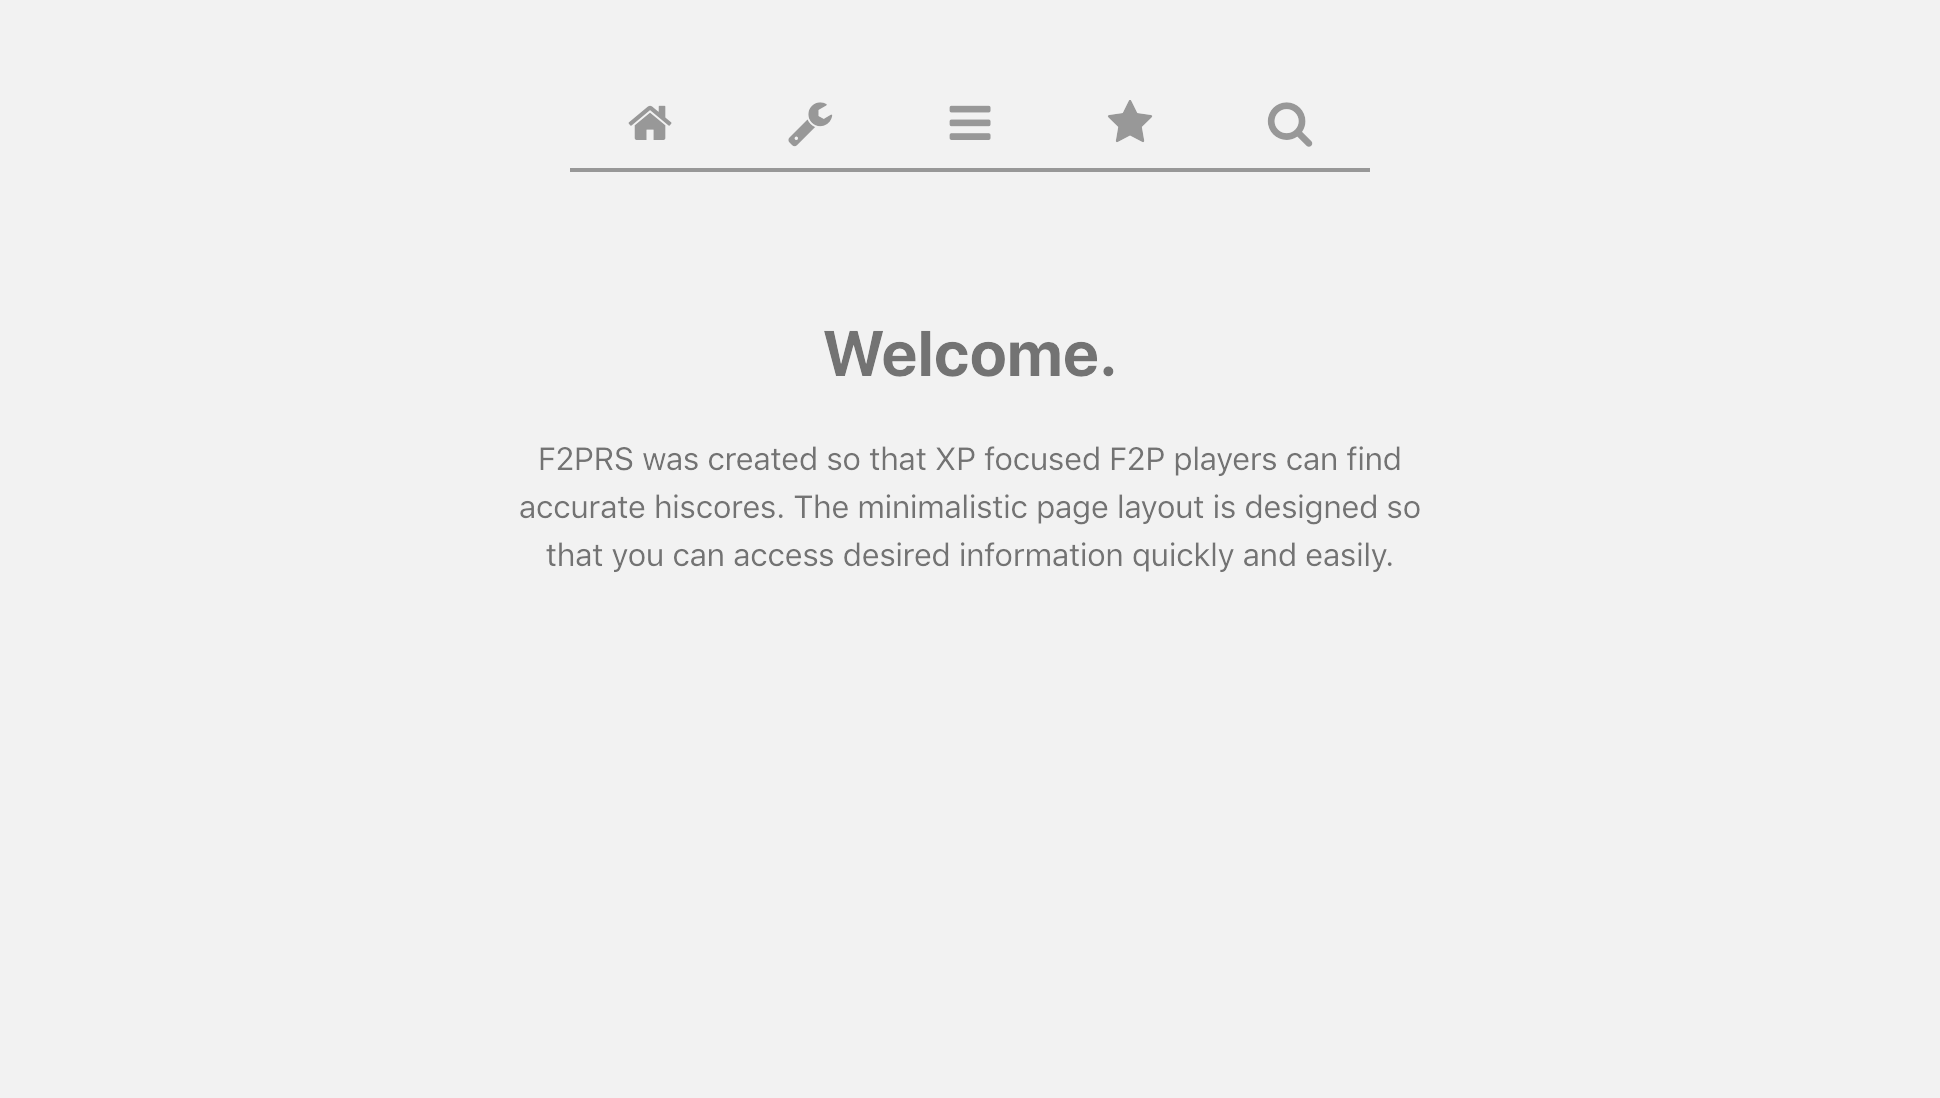 Welcome.
F2PRS was created so that XP focused F2P players can find
accurate hiscores. The minimalistic page layout is designed so
that you can access desired information quickly and easily.